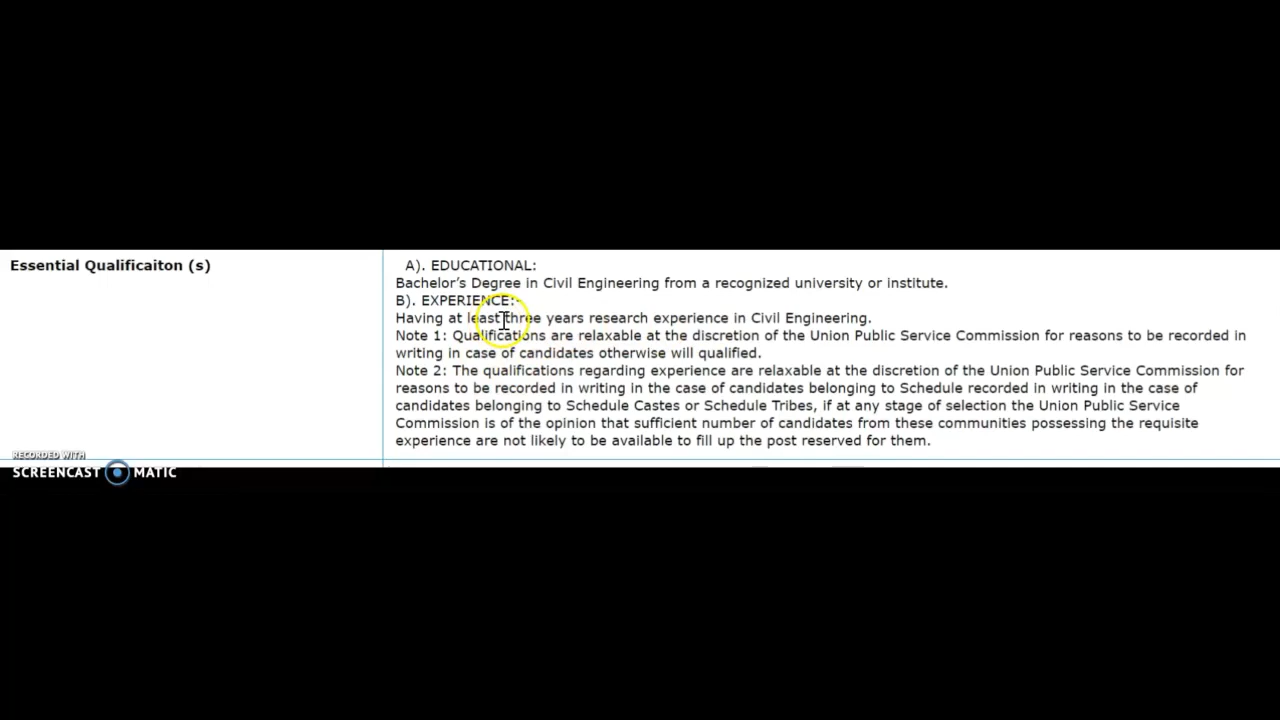 Essential Qualificaiton (s)
A). EDUCATIONAL:
Bachelor’s Degree in Civil Engineering from a recognized university or institute.
B). EXPERIENCE:-
Having at least three years research experience in Civil Engineering.
Note 1: Qualifications are relaxable at the discretion of the Union Public Service Commission for reasons to be recorded in
writing in case of candidates otherwise will qualified.
Note 2: The qualifications regarding experience are relaxable at the discretion of the Union Public Service Commission for
reasons to be recorded in writing in the case of candidates belonging to Schedule recorded in writing in the case of
candidates belonging to Schedule Castes or Schedule Tribes, if at any stage of selection the Union Public Service
Commission is of the opinion that sufficient number of candidates from these communities possessing the requisite
experience are not likely to be available to fill up the post reserved for them.
RECORDED WITH
SCREENCAST MATIC